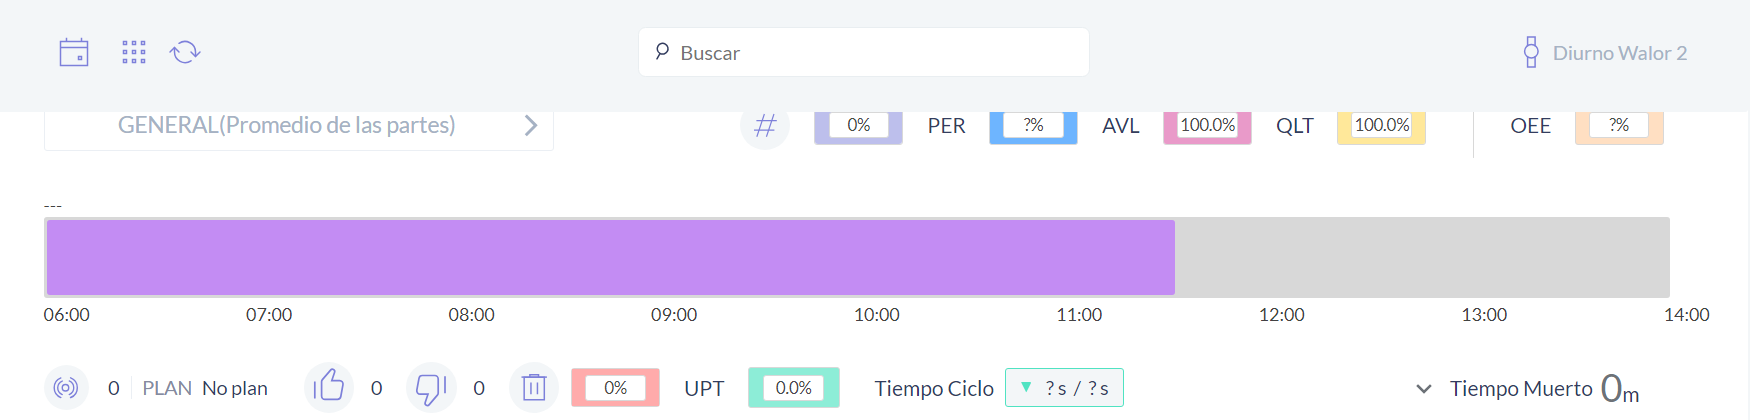 Buscar
Diurno Walor 2
GENERAL(Promedio de las partes)
# 0% PER ?% AVL 100.0% QLT 100.0% OEE ?%
---
06:00 07:00 08:00 09:00 10:00 11:00 12:00 13:00 14:00
0 PLAN No plan 0 0 0% UPT 0.0% Tiempo Ciclo ▼ ? s / ? s Tiempo Muerto 0m